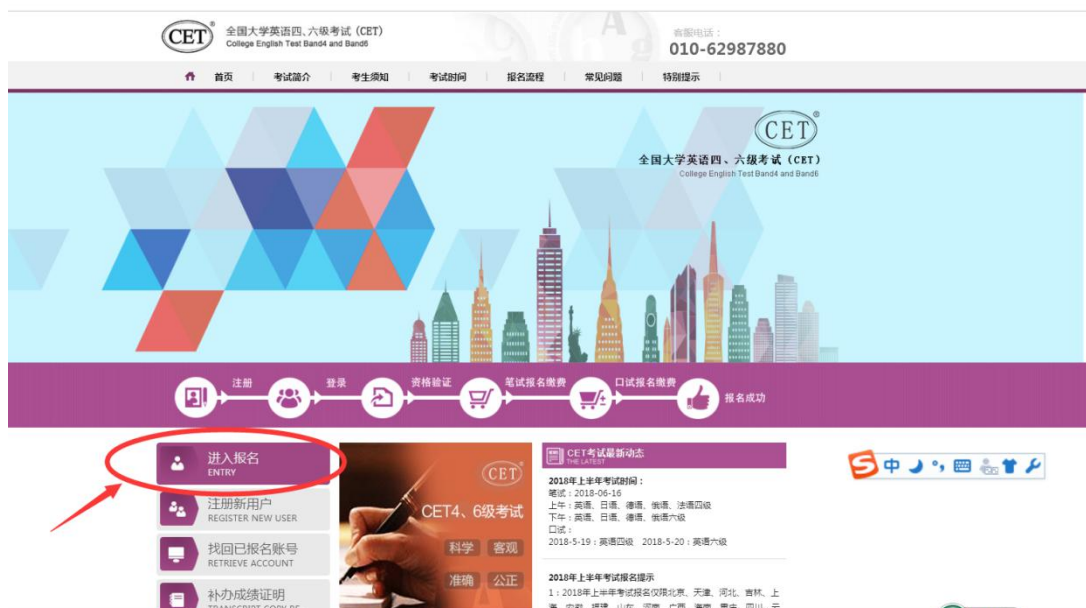 CET
全国大学英语四、六级考试 (CET)
College English Test Band4 and Band6
客服电话：
010-62987880
首页
考试简介
考生须知
考试时间
报名流程
常见问题
特别提示
CET
全国大学英语四、六级考试 (CET)
College English Test Band4 and Band6
注册
登录
资格验证
笔试报名缴费
口试报名缴费
报名成功
进入报名
ENTRY
注册新用户
REGISTER NEW USER
找回已报名账号
RETRIEVE ACCOUNT
补办成绩证明
CET
CET4、6级考试
科学 客观
准确 公正
CET考试最新动态
THE LATEST
2018年上半年考试时间：
笔试：2018-06-16
上午：英语、日语、德语、俄语、法语四级
下午：英语、日语、德语、俄语六级
口试：
2018-5-19：英语四级 2018-5-20：英语六级
2018年上半年考试报名提示
1：2018年上半年考试报名仅限北京、天津、河北、吉林、上
中